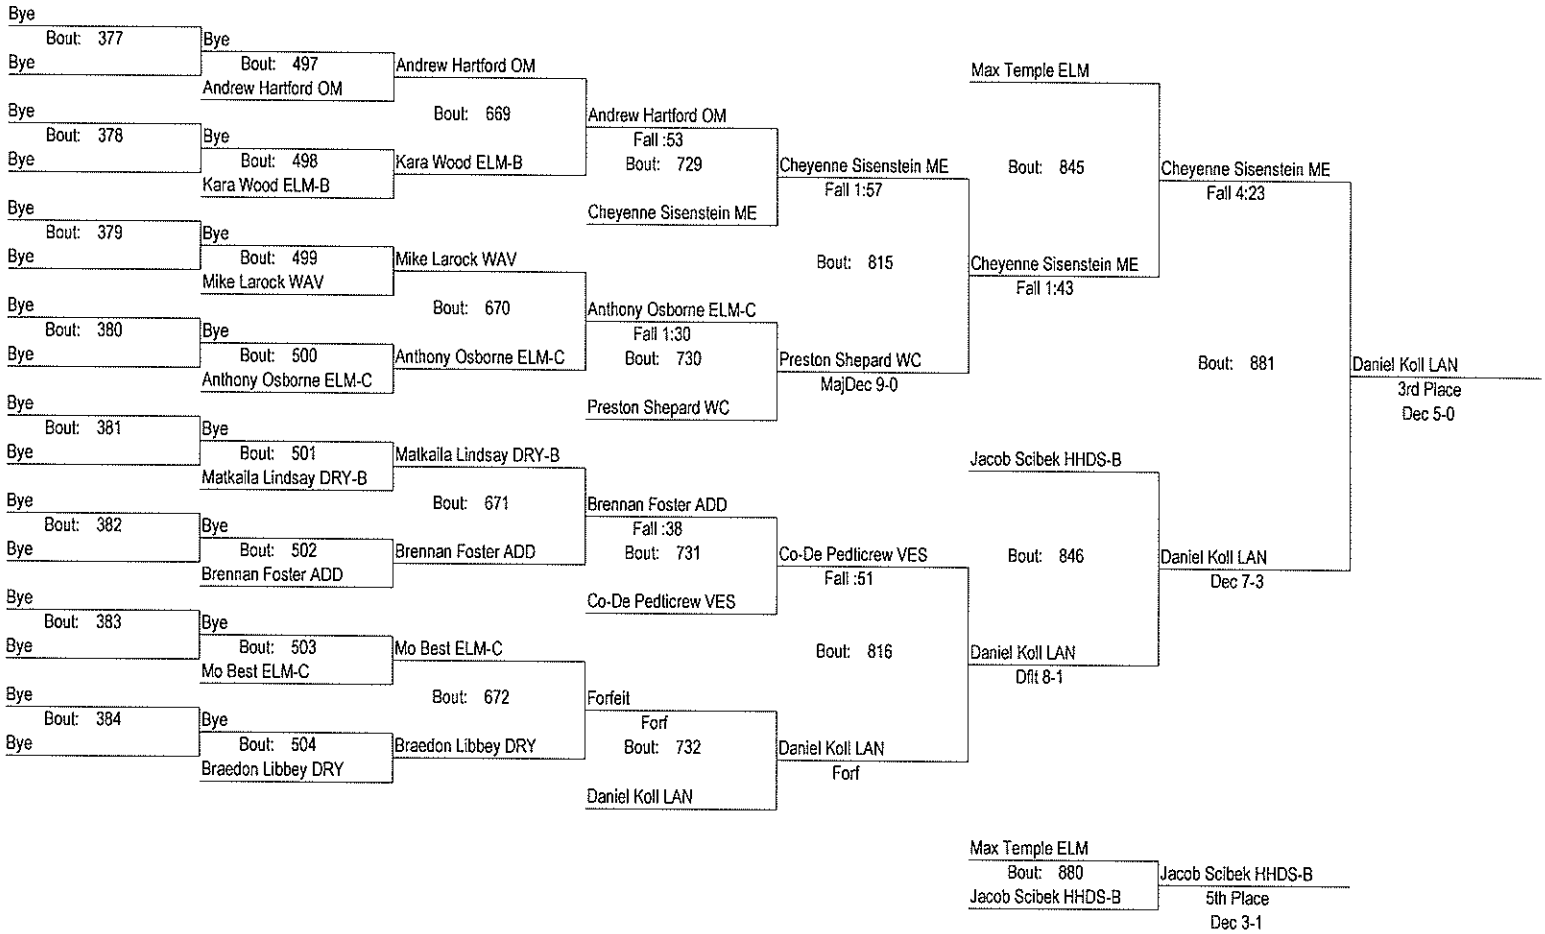 Bye
Bout: 377
Bye
Bye
Bout: 497
Andrew Hartford OM
Bye
Bout: 378
Bye
Bye
Bout: 498
Kara Wood ELM-B
Bye
Bout: 379
Bye
Bye
Bout: 499
Mike Larock WAV
Bye
Bout: 380
Bye
Bye
Bout: 500
Anthony Osborne ELM-C
Bye
Bout: 381
Bye
Bye
Bout: 501
Matkaila Lindsay DRY-B
Bye
Bout: 382
Bye
Bye
Bout: 502
Brennan Foster ADD
Bye
Bout: 383
Bye
Bye
Bout: 503
Mo Best ELM-C
Bye
Bout: 384
Bye
Bye
Bout: 504
Braedon Libbey DRY
Andrew Hartford OM
Bout: 669
Kara Wood ELM-B
Mike Larock WAV
Bout: 670
Anthony Osborne ELM-C
Matkaila Lindsay DRY-B
Bout: 671
Brennan Foster ADD
Mo Best ELM-C
Bout: 672
Braedon Libbey DRY
Andrew Hartford OM
Fall :53
Bout: 729
Cheyenne Sisenstein ME
Anthony Osborne ELM-C
Fall 1:30
Bout: 730
Preston Shepard WC
Brennan Foster ADD
Fall :38
Bout: 731
Co-De Pedticrew VES
Forfeit
Forf
Bout: 732
Daniel Koll LAN
Cheyenne Sisenstein ME
Fall 1:57
Bout: 815
Preston Shepard WC
MajDec 9-0
Co-De Pedticrew VES
Fall :51
Bout: 816
Daniel Koll LAN
Forf
Max Temple ELM
Bout: 845
Cheyenne Sisenstein ME
Fall 1:43
Jacob Scibek HHDS-B
Bout: 846
Daniel Koll LAN
Dflt 8-1
Cheyenne Sisenstein ME
Fall 4:23
Bout: 881
Daniel Koll LAN
Dec 7-3
Daniel Koll LAN
3rd Place
Dec 5-0
Max Temple ELM
Bout: 880
Jacob Scibek HHDS-B
Jacob Scibek HHDS-B
5th Place
Dec 3-1